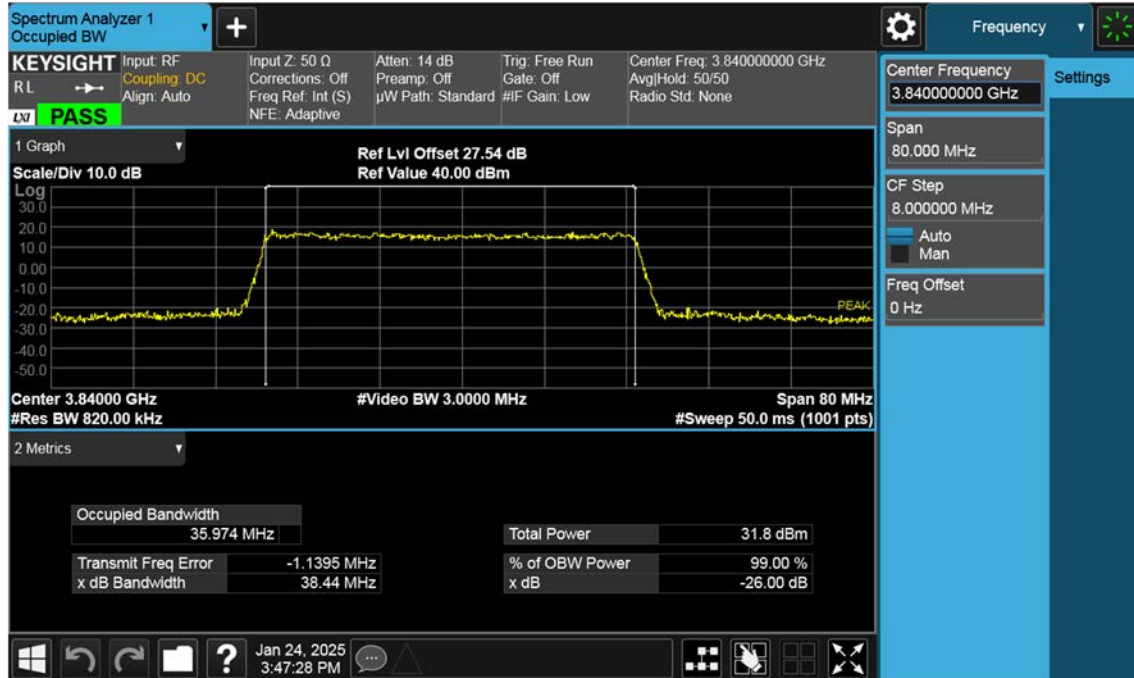 Spectrum Analyzer 1
Occupied BW
Frequency
KEYSIGHT
R L
LXI PASS
Input: RF
Coupling: DC
Align: Auto
Input Z: 50 Ω
Corrections: Off
Freq Ref: Int (S)
NFE: Adaptive
Atten: 14 dB
Preamp: Off
µW Path: Standard
Trig: Free Run
Gate: Off
#IF Gain: Low
Center Freq: 3.840000000 GHz
Avg|Hold: 50/50
Radio Std: None
Center Frequency
3.840000000 GHz
Settings
Span
80.000 MHz
CF Step
8.000000 MHz
Auto
Man
Freq Offset
0 Hz
1 Graph
Scale/Div 10.0 dB
Ref Lvl Offset 27.54 dB
Ref Value 40.00 dBm
Log
30.0
20.0
10.0
0.00
-10.0
-20.0
-30.0
-40.0
-50.0
PEAK
Center 3.84000 GHz
#Video BW 3.0000 MHz
Span 80 MHz
#Res BW 820.00 kHz
#Sweep 50.0 ms (1001 pts)
2 Metrics
Occupied Bandwidth
35.974 MHz
Total Power 31.8 dBm
Transmit Freq Error -1.1395 MHz
% of OBW Power 99.00 %
x dB Bandwidth 38.44 MHz
x dB -26.00 dB
?
Jan 24, 2025
3:47:28 PM